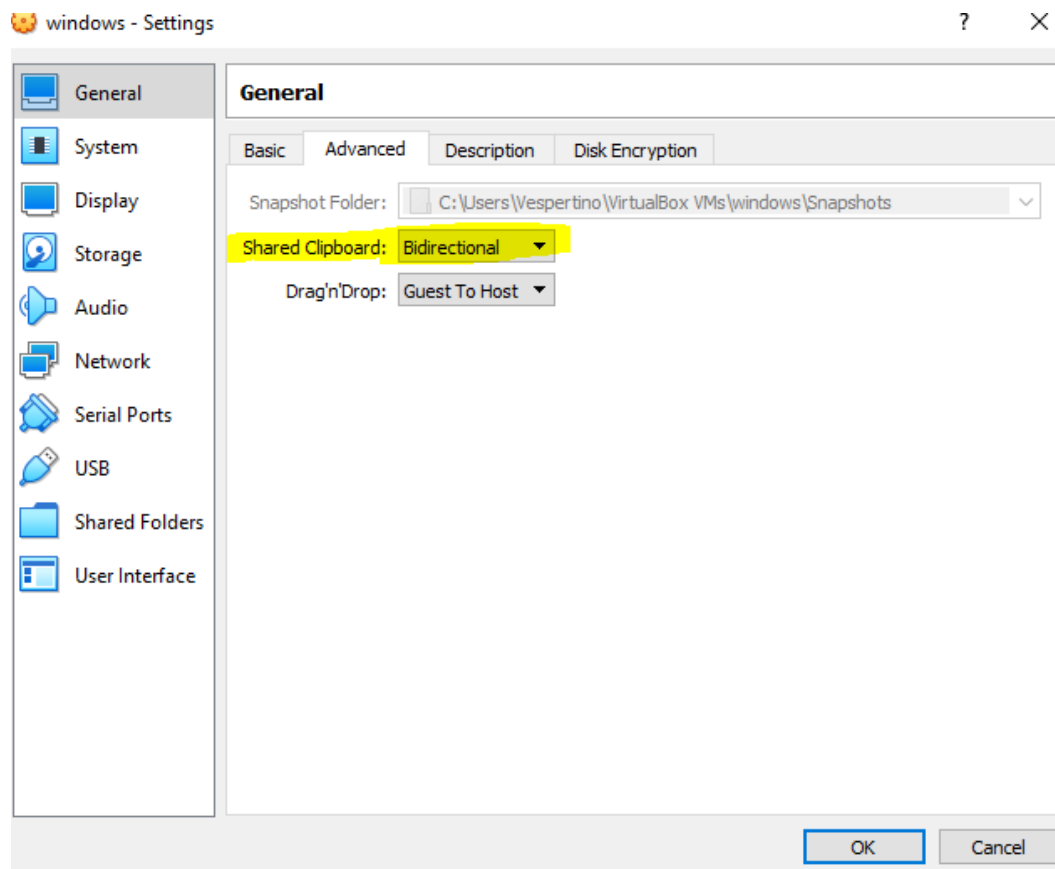 windows - Settings
?
General
System
Display
Storage
Audio
Network
Serial Ports
USB
Shared Folders
User Interface
General
Basic
Advanced
Description
Disk Encryption
Snapshot Folder: C:\Users\Vespertino\VirtualBox VMs\windows\Snapshots
Shared Clipboard: Bidirectional
Drag'n'Drop: Guest To Host
OK
Cancel